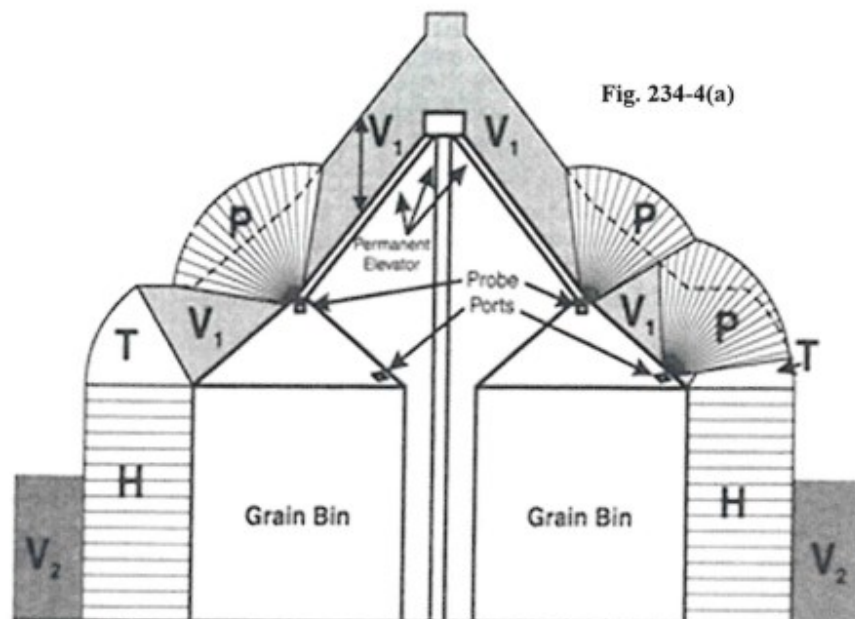 Fig. 234-4(a)
V1
V1
P
P
Permanent
Elevator
Probe
Ports
V1
V1
P
T
T
H
H
Grain Bin
Grain Bin
V2
V2